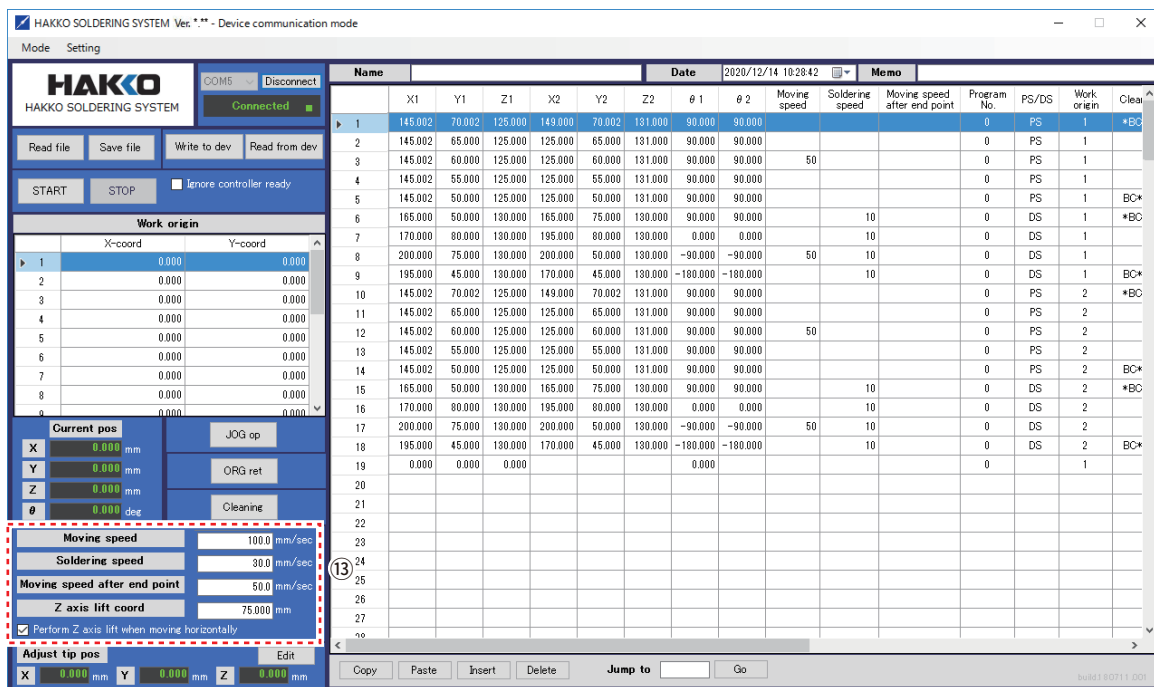 HAKKO SOLDERING SYSTEM Ver. *.** - Device communication mode
Mode Setting
HAKKO
HAKKO SOLDERING SYSTEM
COM5 Disconnect
Connected
Read file Save file Write to dev Read from dev
START STOP Ignore controller ready
Work origin
X-coord Y-coord
1 0.000 0.000
2 0.000 0.000
3 0.000 0.000
4 0.000 0.000
5 0.000 0.000
6 0.000 0.000
7 0.000 0.000
8 0.000 0.000
9 0.000 0.000
Current pos
X 0.000 mm
Y 0.000 mm
Z 0.000 mm
θ 0.000 deg
JOG op
ORG ret
Cleaning
Moving speed 100.0 mm/sec
Soldering speed 30.0 mm/sec
Moving speed after end point 50.0 mm/sec
Z axis lift coord 75.000 mm
Perform Z axis lift when moving horizontally
⑬
Adjust tip pos Edit
X 0.000 mm Y 0.000 mm Z 0.000 mm
Name Date 2020/12/14 10:28:42 Memo
X1 Y1 Z1 X2 Y2 Z2 θ 1 θ 2 Moving speed Soldering speed Moving speed after end point Program No. PS/DS Work origin Clear
1 145.002 70.002 125.000 149.000 70.002 131.000 90.000 90.000 0 PS 1 *BC
2 145.002 65.000 125.000 125.000 65.000 131.000 90.000 90.000 0 PS 1
3 145.002 60.000 125.000 125.000 60.000 131.000 90.000 90.000 50 0 PS 1
4 145.002 55.000 125.000 125.000 55.000 131.000 90.000 90.000 0 PS 1
5 145.002 50.000 125.000 125.000 50.000 131.000 90.000 90.000 0 PS 1 BC*
6 165.000 50.000 130.000 165.000 75.000 130.000 90.000 90.000 10 0 DS 1 *BC
7 170.000 80.000 130.000 195.000 80.000 130.000 0.000 0.000 10 0 DS 1
8 200.000 75.000 130.000 200.000 50.000 130.000 -90.000 -90.000 50 10 0 DS 1
9 195.000 45.000 130.000 170.000 45.000 130.000 -180.000 -180.000 10 0 DS 1 BC*
10 145.002 70.002 125.000 149.000 70.002 131.000 90.000 90.000 0 PS 2 *BC
11 145.002 65.000 125.000 125.000 65.000 131.000 90.000 90.000 0 PS 2
12 145.002 60.000 125.000 125.000 60.000 131.000 90.000 90.000 50 0 PS 2
13 145.002 55.000 125.000 125.000 55.000 131.000 90.000 90.000 0 PS 2
14 145.002 50.000 125.000 125.000 50.000 131.000 90.000 90.000 0 PS 2 BC*
15 165.000 50.000 130.000 165.000 75.000 130.000 90.000 90.000 10 0 DS 2 *BC
16 170.000 80.000 130.000 195.000 80.000 130.000 0.000 0.000 10 0 DS 2
17 200.000 75.000 130.000 200.000 50.000 130.000 -90.000 -90.000 50 10 0 DS 2
18 195.000 45.000 130.000 170.000 45.000 130.000 -180.000 -180.000 10 0 DS 2 BC*
19 0.000 0.000 0.000 0.000 0 1
20
21
22
23
24
25
26
27
28
Copy Paste Insert Delete Jump to Go